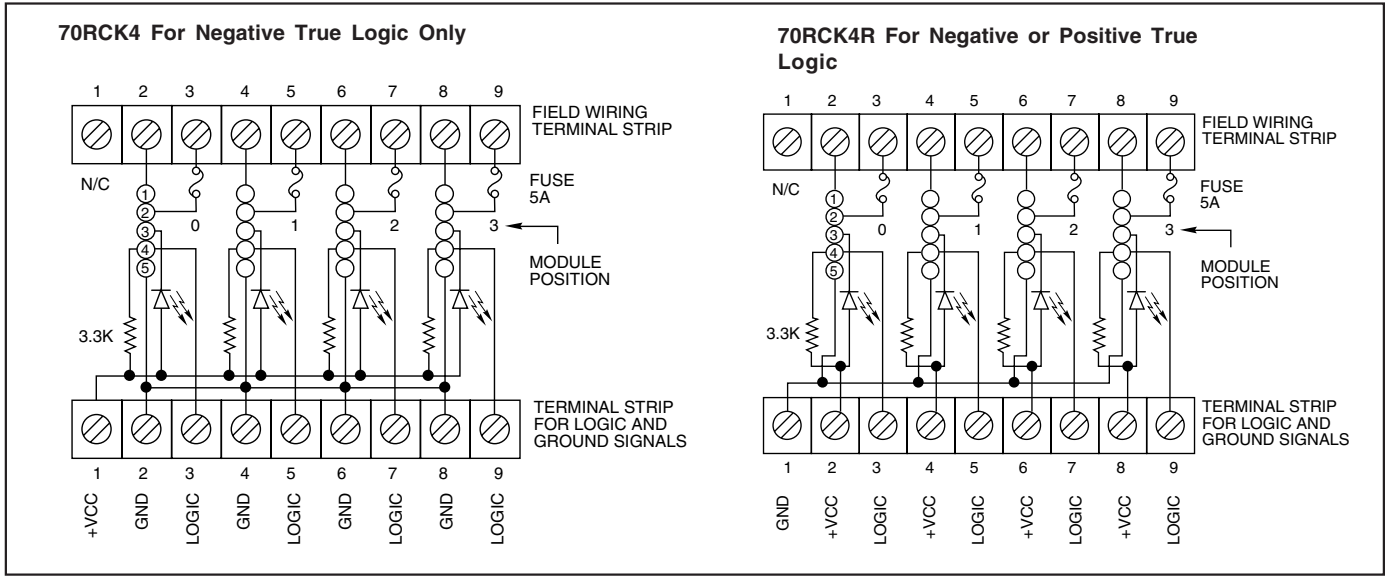 70RCK4 For Negative True Logic Only
1 2 3 4 5 6 7 8 9
FIELD WIRING
TERMINAL STRIP
N/C
FUSE
5A
1
2
3
4
5
0 1 2 3
MODULE
POSITION
3.3K
TERMINAL STRIP
FOR LOGIC AND
GROUND SIGNALS
1 2 3 4 5 6 7 8 9
+VCC GND LOGIC GND LOGIC GND LOGIC GND LOGIC
70RCK4R For Negative or Positive True
Logic
1 2 3 4 5 6 7 8 9
FIELD WIRING
TERMINAL STRIP
N/C
FUSE
5A
1
2
3
4
5
0 1 2 3
MODULE
POSITION
3.3K
TERMINAL STRIP
FOR LOGIC AND
GROUND SIGNALS
1 2 3 4 5 6 7 8 9
GND +VCC LOGIC +VCC LOGIC +VCC LOGIC +VCC LOGIC